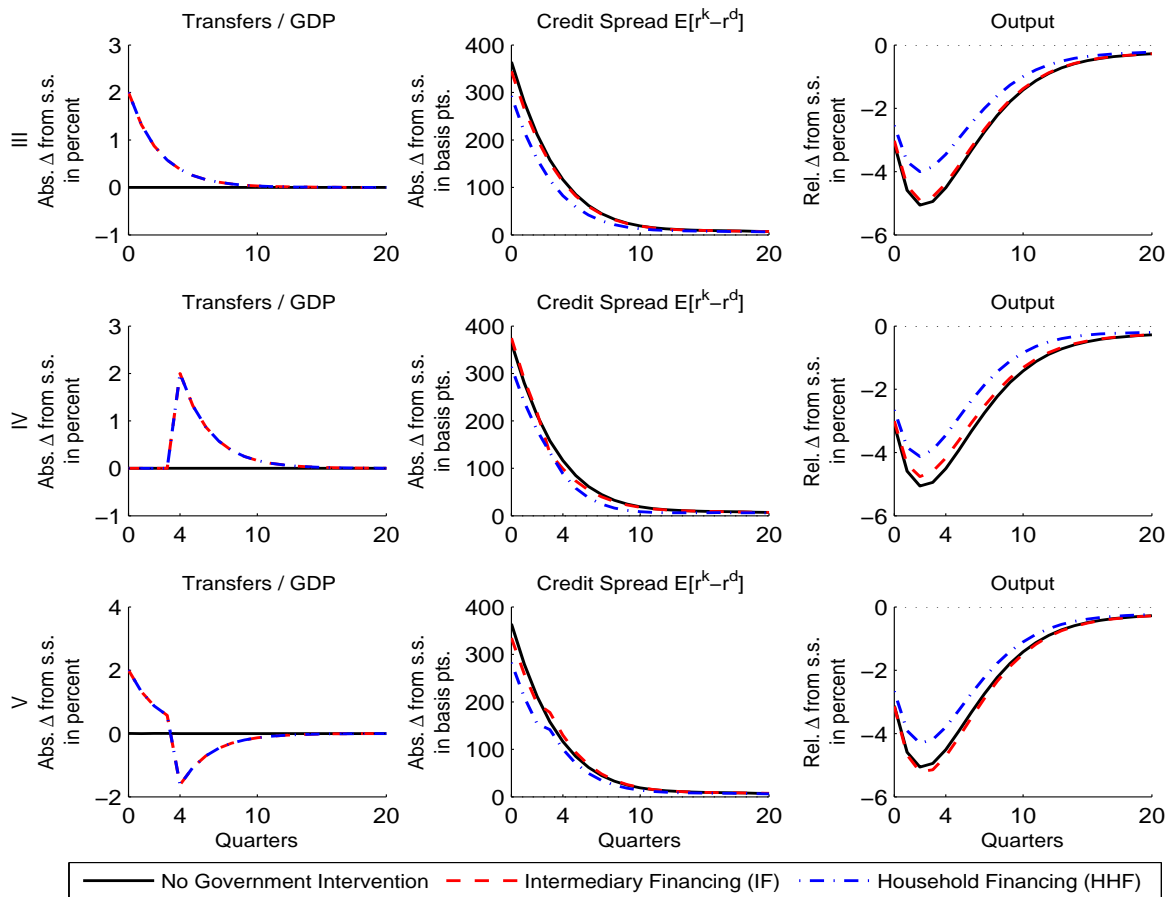 Transfers / GDP
Credit Spread E[r^k−r^d]
Output
III
Abs. Δ from s.s.
in percent
3
2
1
0
−1
0
10
20
Abs. Δ from s.s.
in basis pts.
400
300
200
100
0
0
10
20
Rel. Δ from s.s.
in percent
0
−2
−4
−6
0
10
20
Transfers / GDP
Credit Spread E[r^k−r^d]
Output
IV
Abs. Δ from s.s.
in percent
3
2
1
0
−1
0
4
10
20
Abs. Δ from s.s.
in basis pts.
400
300
200
100
0
0
4
10
20
Rel. Δ from s.s.
in percent
0
−2
−4
−6
0
4
10
20
Transfers / GDP
Credit Spread E[r^k−r^d]
Output
V
Abs. Δ from s.s.
in percent
4
2
0
−2
0
4
10
20
Quarters
Abs. Δ from s.s.
in basis pts.
400
300
200
100
0
0
4
10
20
Quarters
Rel. Δ from s.s.
in percent
0
−2
−4
−6
0
4
10
20
Quarters
No Government Intervention
Intermediary Financing (IF)
Household Financing (HHF)